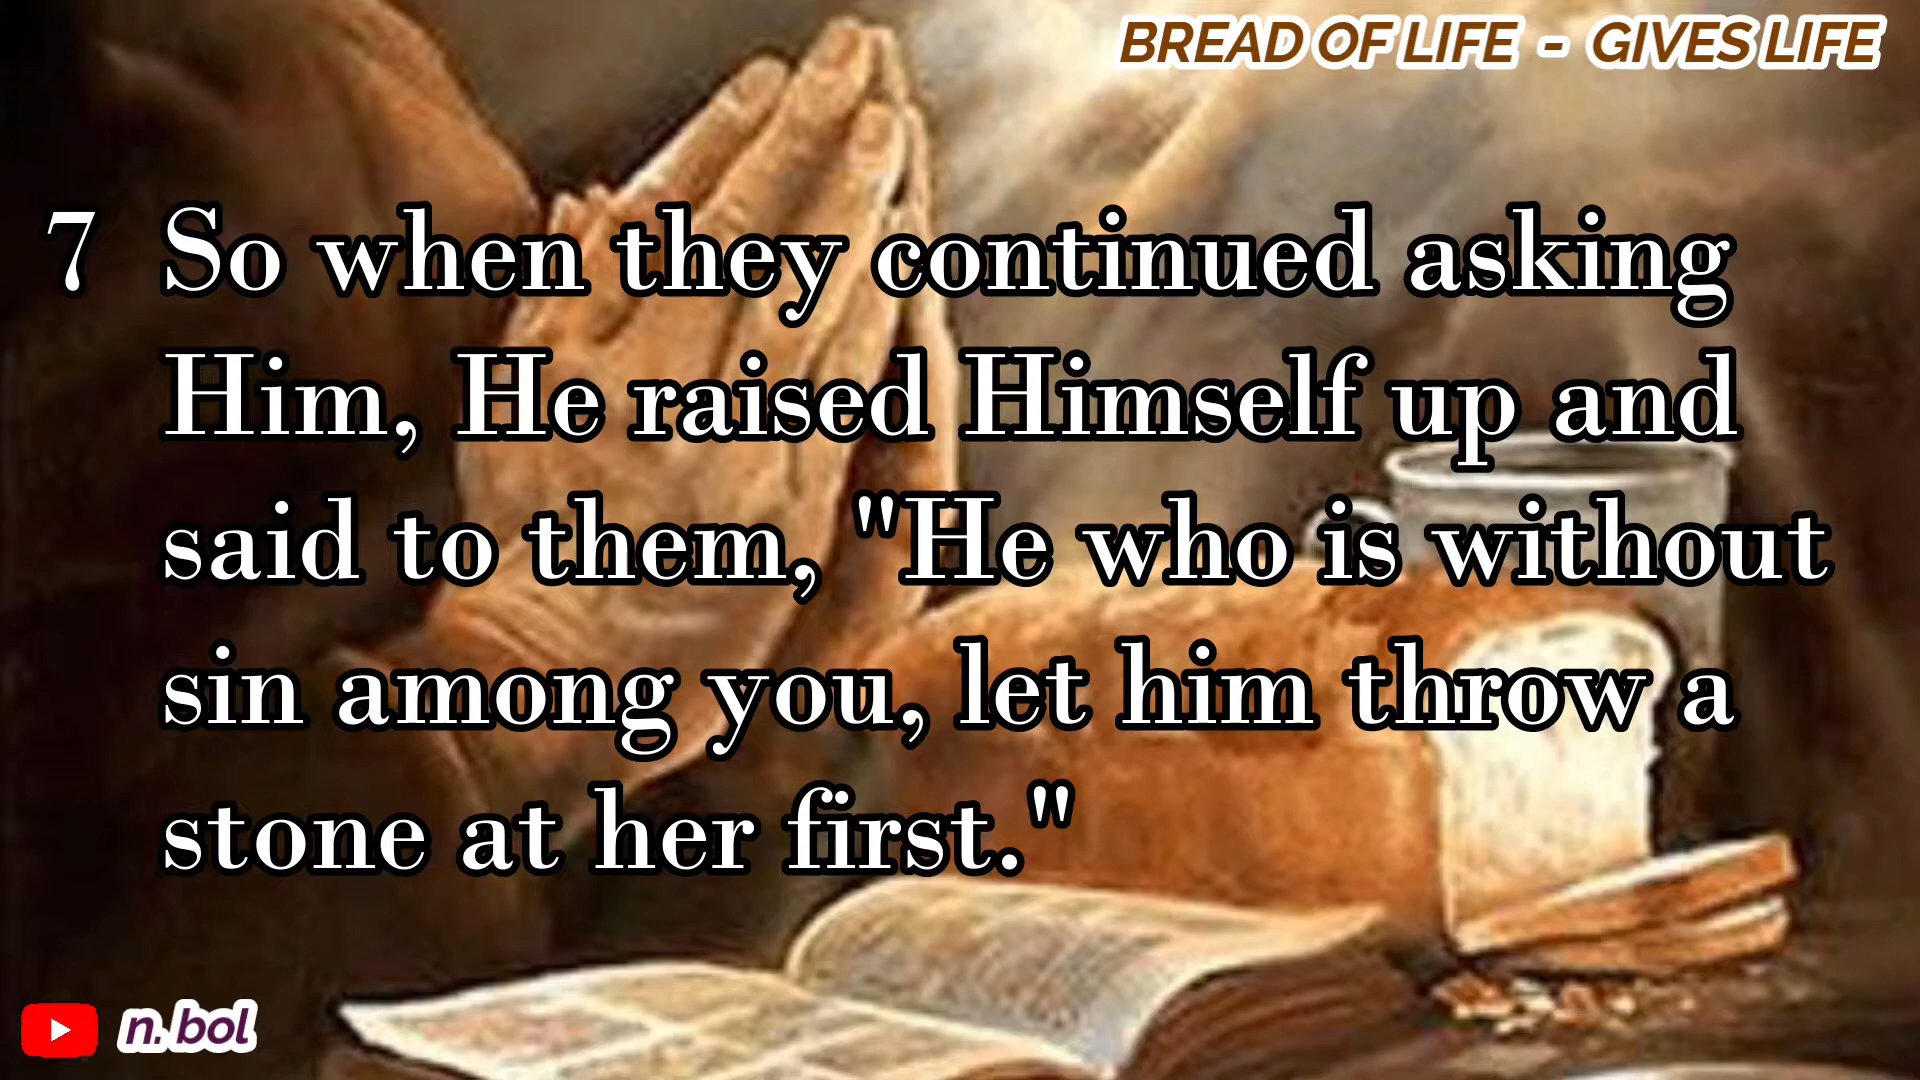 BREAD OF LIFE - GIVES LIFE
7 So when they continued asking
Him, He raised Himself up and
said to them, "He who is without
sin among you, let him throw a
stone at her first."
n. bol